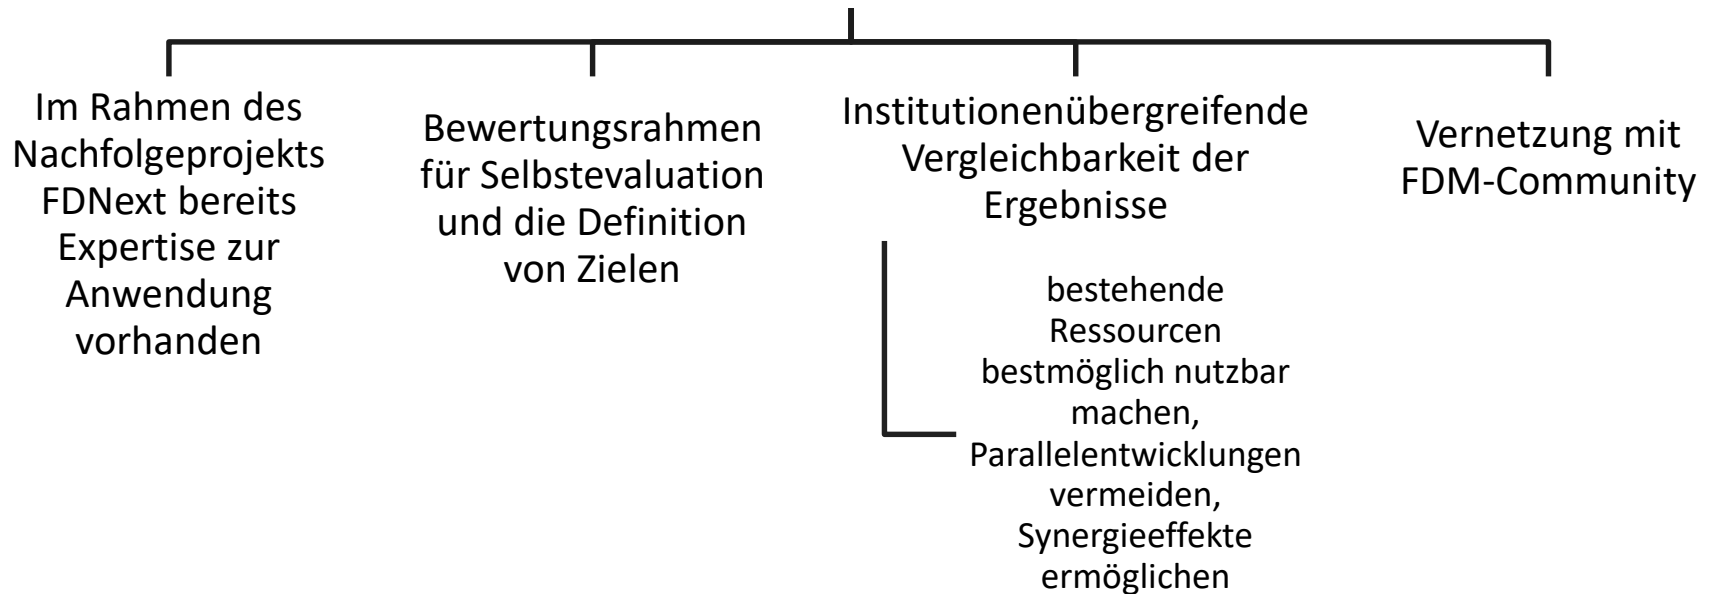 Im Rahmen des
Nachfolgeprojekts
FDNext bereits
Expertise zur
Anwendung
vorhanden
Bewertungsrahmen
für Selbstevaluation
und die Definition
von Zielen
Institutionenübergreifende
Vergleichbarkeit der
Ergebnisse
bestehende
Ressourcen
bestmöglich nutzbar
machen,
Parallelentwicklungen
vermeiden,
Synergieeffekte
ermöglichen
Vernetzung mit
FDM-Community